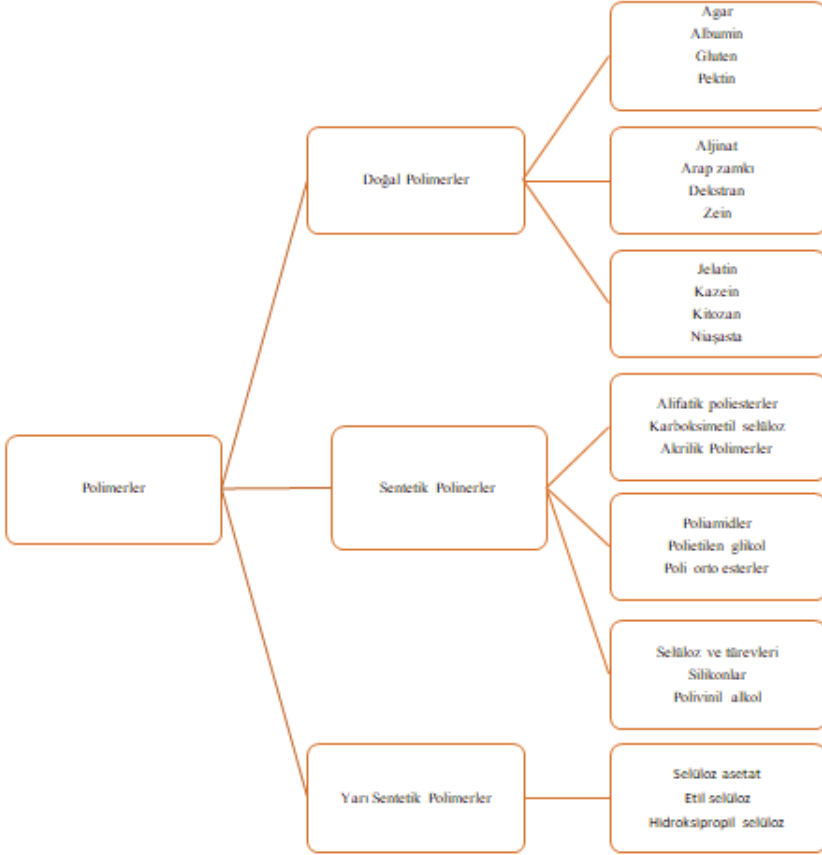 Polimerler
Doğal Polimerler
Agar
Albumin
Gluten
Pektin
Aljinat
Arap zamkı
Dekstran
Zein
Jelatin
Kazein
Kitozan
Niaşasta
Sentetik Polinerler
Alifatik poliesterler
Karboksimetil selüloz
Akrilik Polimerler
Poliamidler
Polietilen glikol
Poli orto esterler
Selüloz ve türevleri
Silikonlar
Polivinil alkol
Yarı Sentetik Polimerler
Selüloz asetat
Etil selüloz
Hidroksipropil selüloz